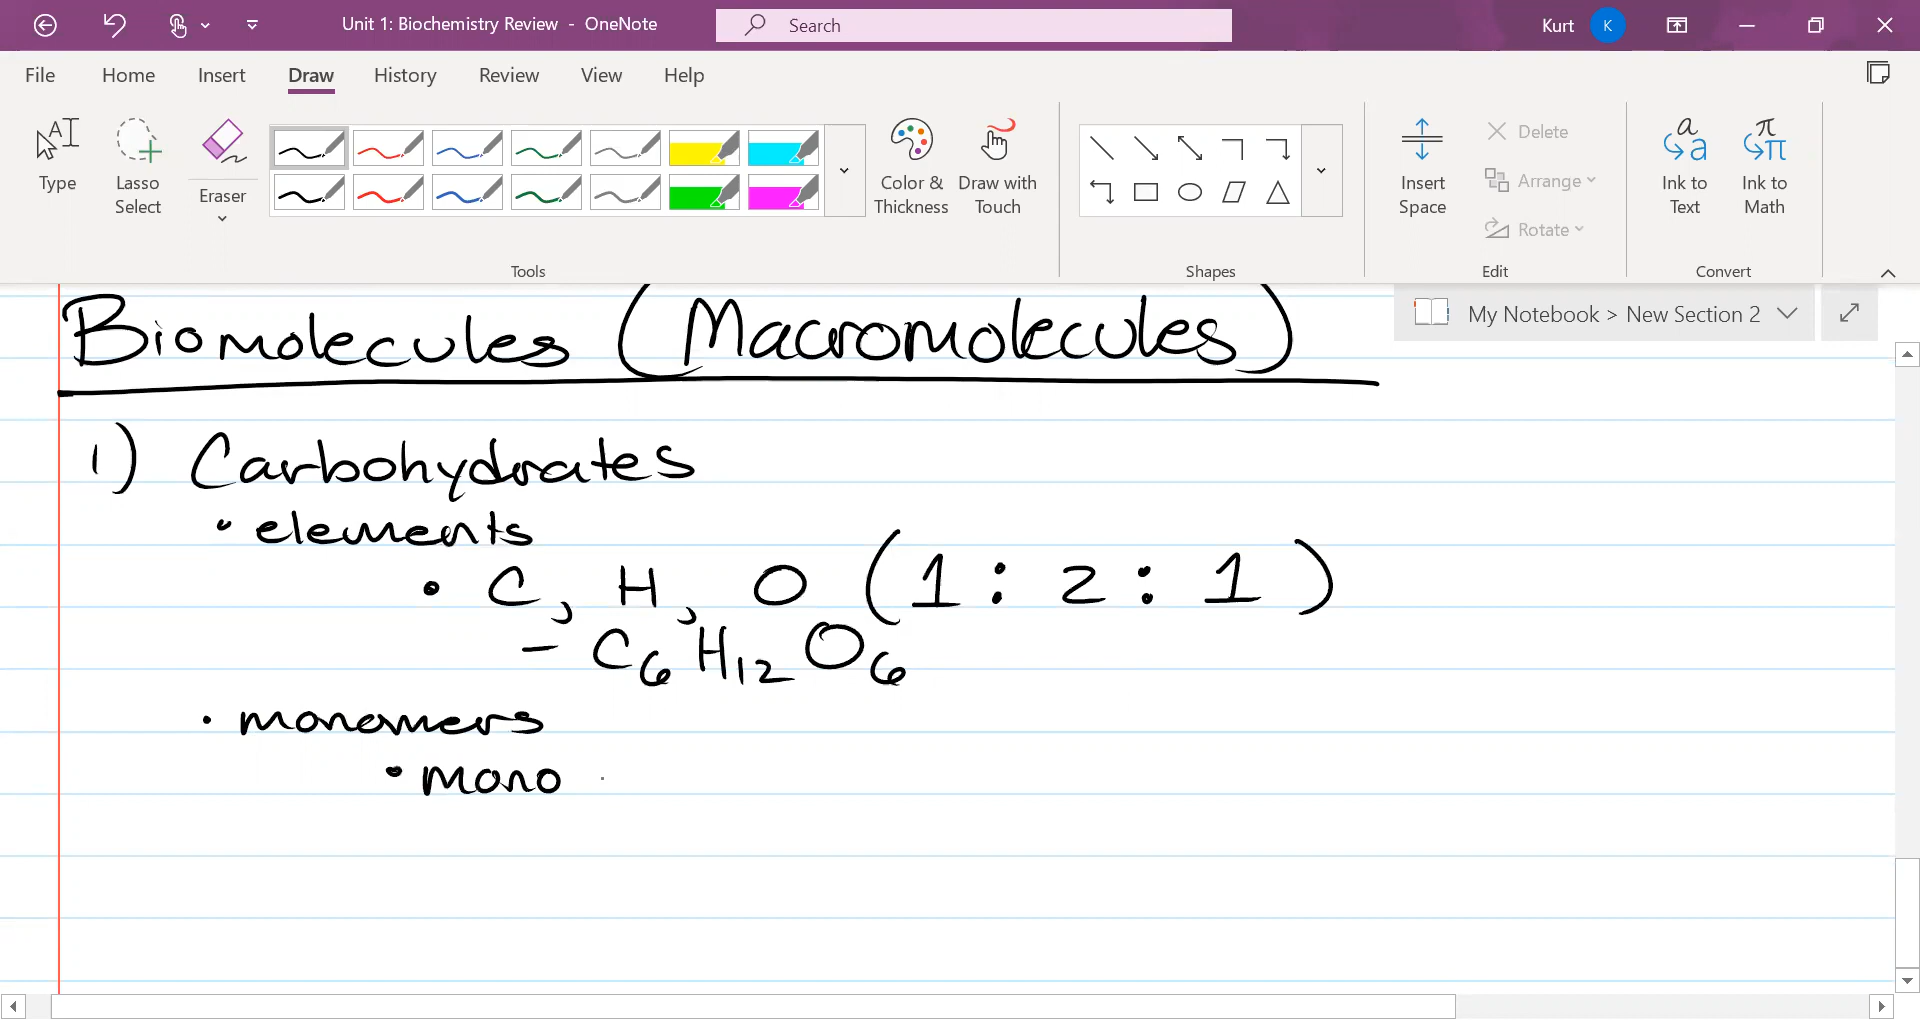 Unit 1: Biochemistry Review - OneNote
Search
Kurt
K
File Home Insert Draw History Review View Help
Type
Lasso Select
Eraser
Color & Thickness
Draw with Touch
Insert Space
Delete
Arrange
Rotate
Ink to Text
Ink to Math
Tools
Shapes
Edit
Convert
My Notebook > New Section 2
Biomolecules (Macromolecules)
1) Carbohydrates
• elements
• C, H, O (1 : 2 : 1)
- C₆H₁₂O₆
• monomers
• mono